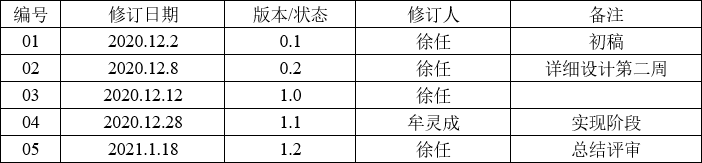 编号 修订日期 版本/状态 修订人 备注
01 2020.12.2 0.1 徐任 初稿
02 2020.12.8 0.2 徐任 详细设计第二周
03 2020.12.12 1.0 徐任
04 2020.12.28 1.1 牟灵成 实现阶段
05 2021.1.18 1.2 徐任 总结评审